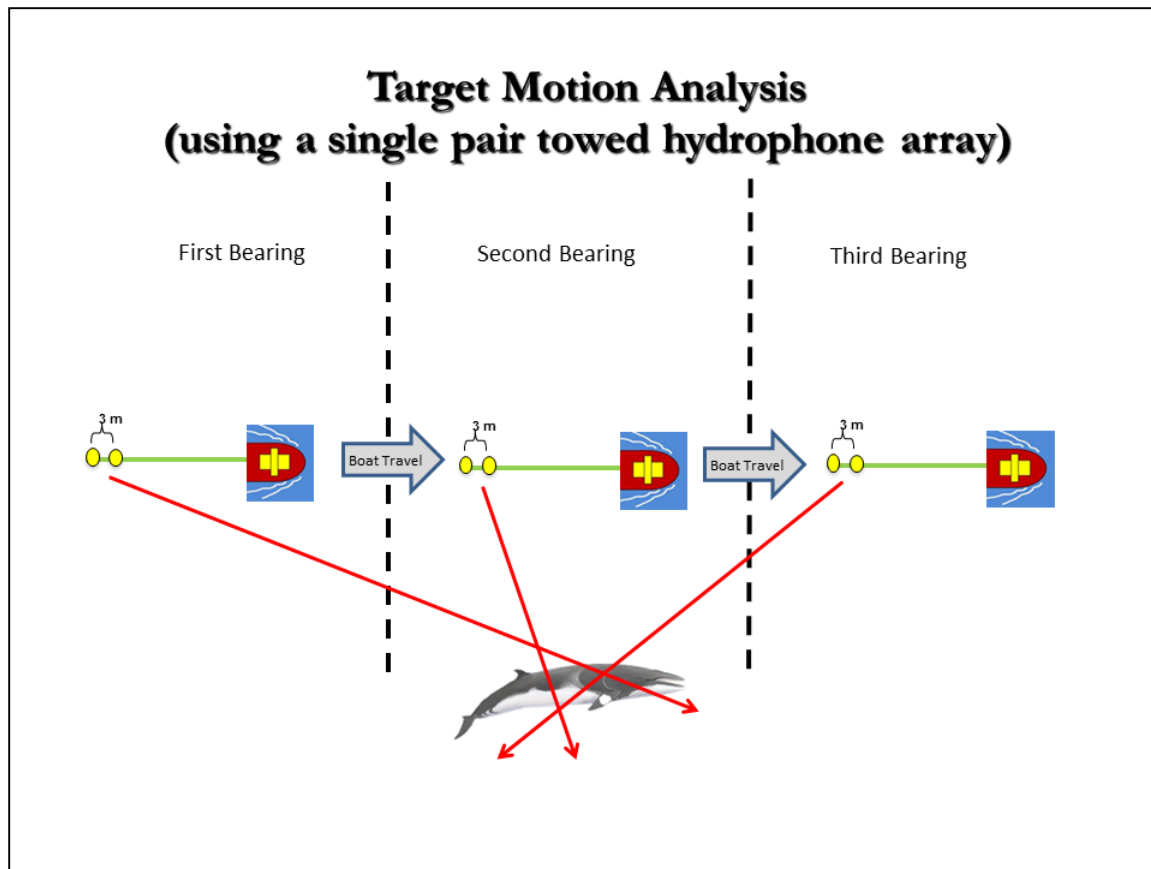 Target Motion Analysis
(using a single pair towed hydrophone array)
First Bearing
Second Bearing
Third Bearing
3 m
3 m
3 m
Boat Travel
Boat Travel